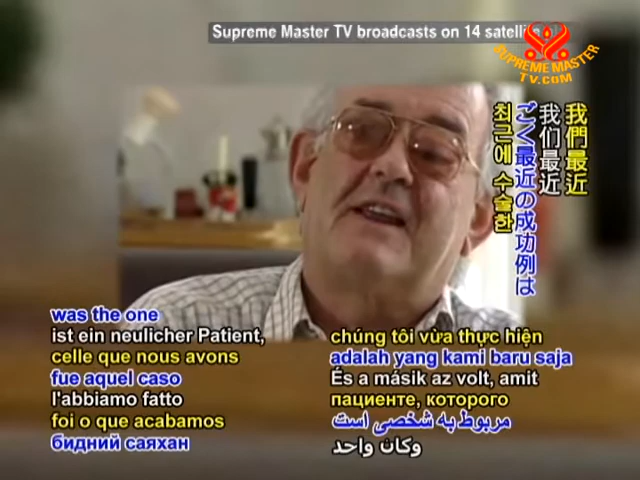 Supreme Master TV broadcasts on 14 satellite
SUPREME MASTER
TV.COM
我們最近
我们最近
ごく最近の成功例は
최근에 수술한
was the one
ist ein neulicher Patient,
celle que nous avons
fue aquel caso
l'abbiamo fatto
foi o que acabamos
бидний саяхан
chúng tôi vừa thực hiện
adalah yang kami baru saja
És a másik az volt, amit
пациенте, которого
مربوط به شخصی است
وكان واحد